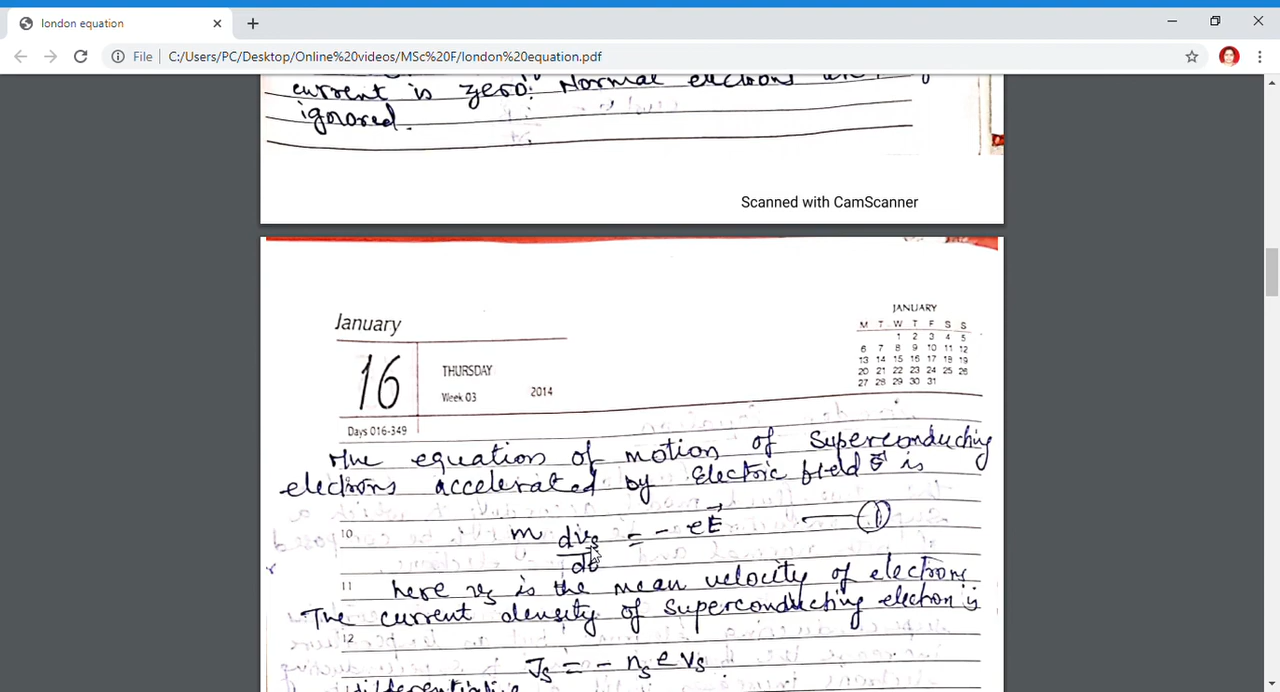 london equation
File
C:/Users/PC/Desktop/Online%20videos/MSc%20F/london%20equation.pdf
current is zero. Normal electrons
ignored.
Scanned with CamScanner
January
16
THURSDAY
Week 03 2014
Days 016-349
JANUARY
M T W T F S S
1 2 3 4 5
6 7 8 9 10 11 12
13 14 15 16 17 18 19
20 21 22 23 24 25 26
27 28 29 30 31
The equation of motion of Superconducting
electrons accelerated by Electric field E⃗ is
10 m dvs/dt = - eE⃗ —— ①
11 here vs is the mean velocity of electrons
The current density of superconducting electron is
12
Js = - ns e vs
differentiating